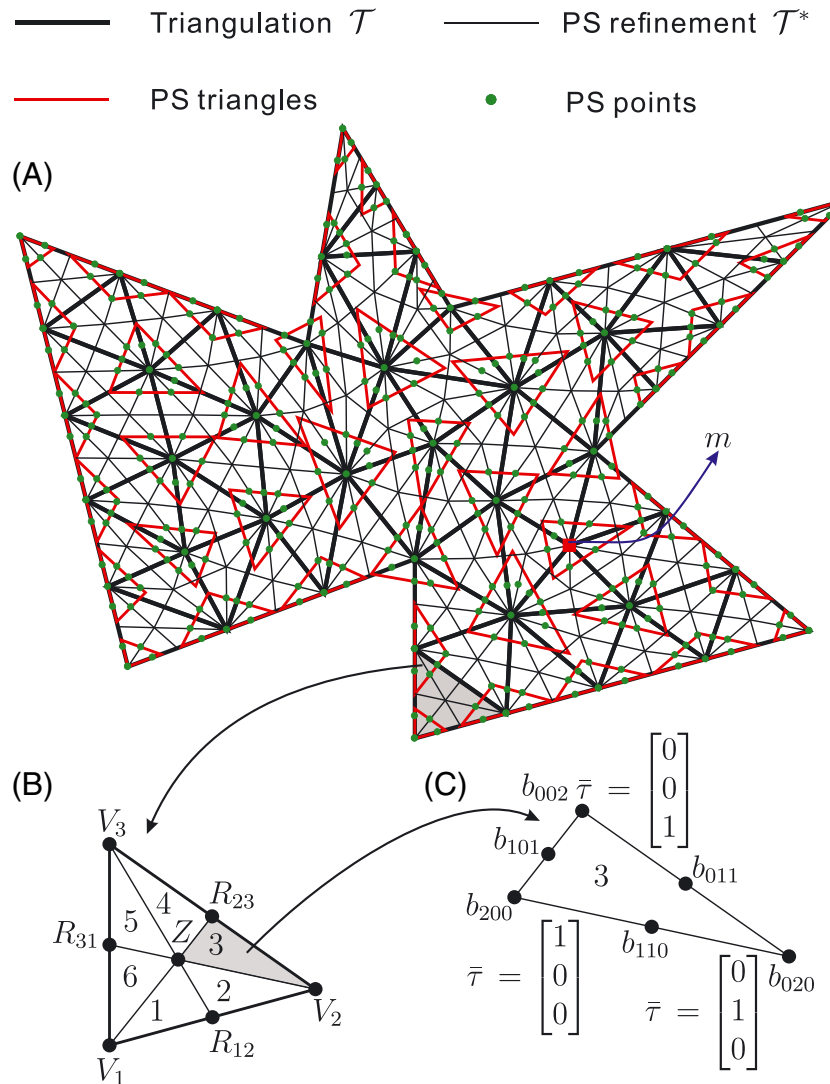 Triangulation 𝒯
PS refinement 𝒯*
PS triangles
PS points
(A)
m
(B)
(C)
V₃
R₂₃
4
5
Z
3
R₃₁
6
2
1
V₂
R₁₂
V₁
b₀₀₂ τ̄ = [0 0 1]
b₁₀₁
3
b₀₁₁
b₂₀₀
b₁₁₀
b₀₂₀
τ̄ = [1 0 0]
τ̄ = [0 1 0]